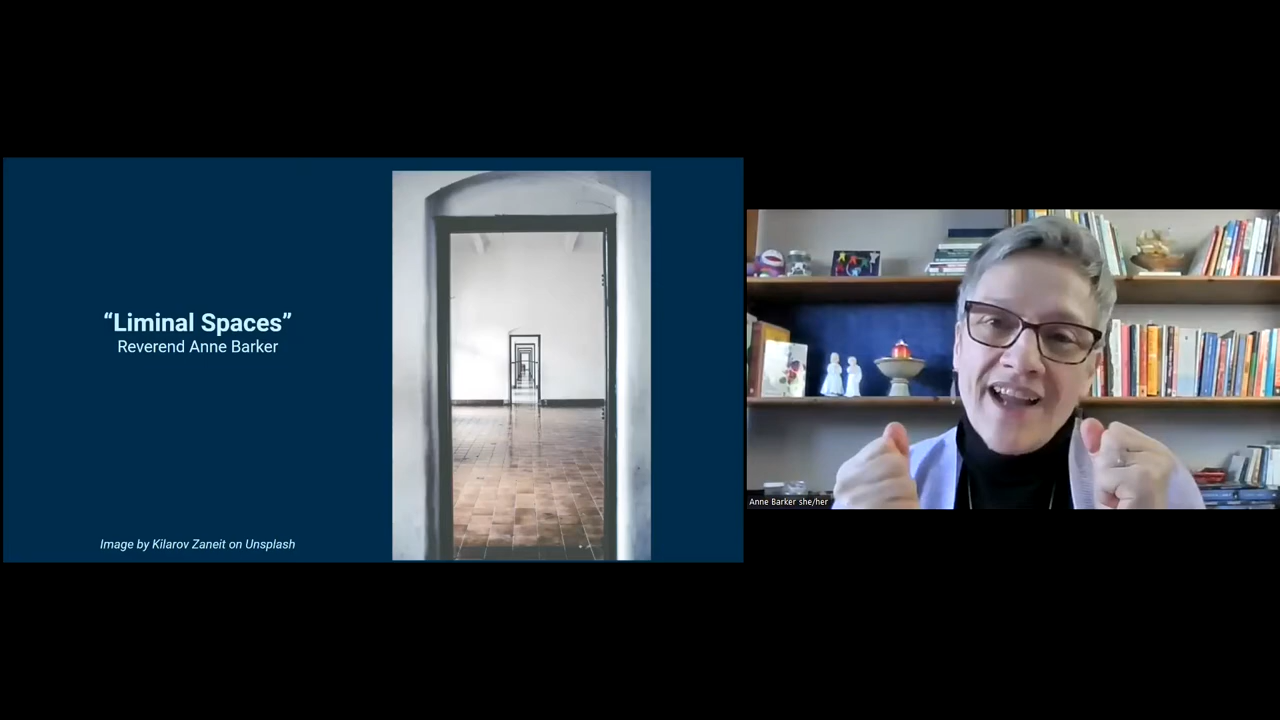 “Liminal Spaces”
Reverend Anne Barker
Image by Kilarov Zaneit on Unsplash
Anne Barker she/her